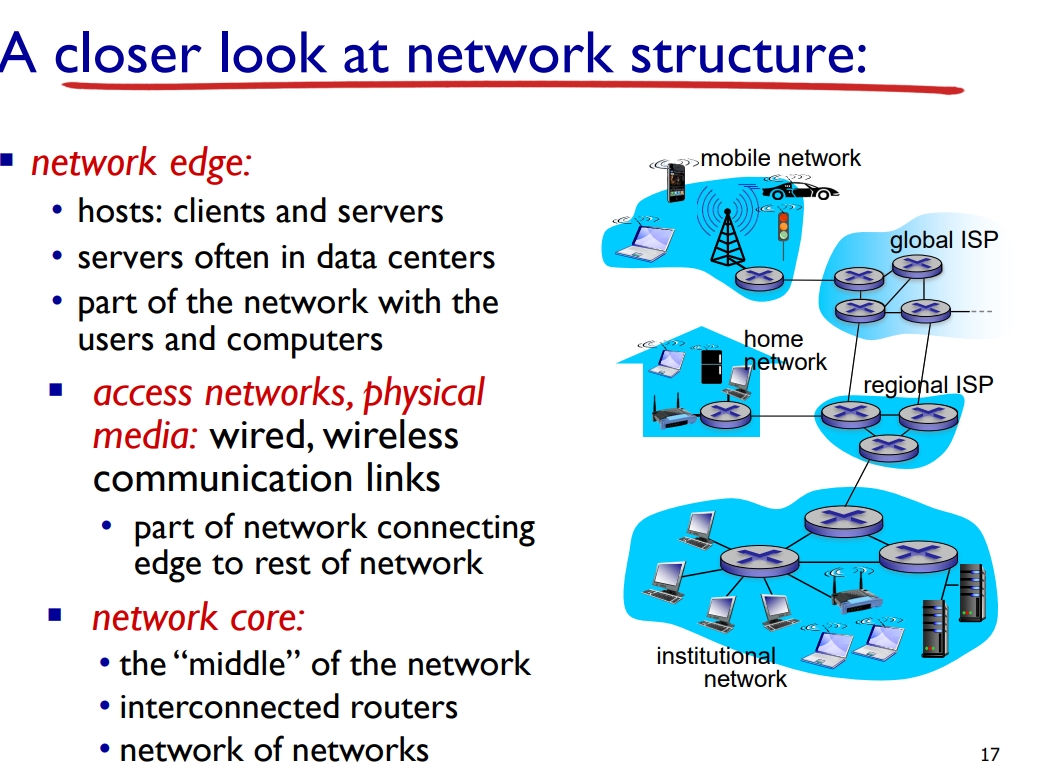 A closer look at network structure:
▪ network edge:
• hosts: clients and servers
• servers often in data centers
• part of the network with the
users and computers
▪ access networks, physical
media: wired, wireless
communication links
• part of network connecting
edge to rest of network
▪ network core:
• the “middle” of the network
• interconnected routers
• network of networks
mobile network
global ISP
home
network
regional ISP
institutional
network
17